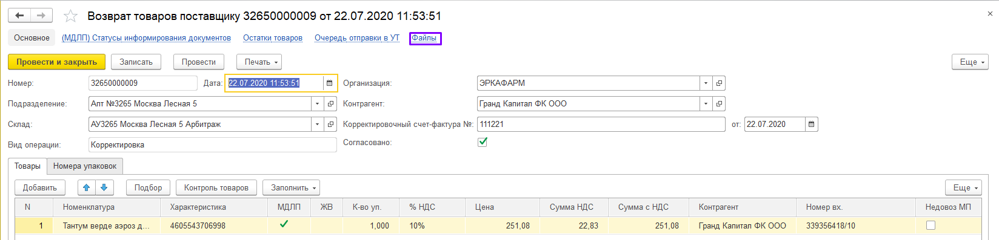 Возврат товаров поставщику 32650000009 от 22.07.2020 11:53:51
Основное (МДЛП) Статусы информирования документов Остатки товаров Очередь отправки в УТ Файлы
Провести и закрыть Записать Провести Печать Еще
Номер: 32650000009 Дата: 22.07.2020 11:53:51 Организация: ЭРКАФАРМ
Подразделение: Апт №3265 Москва Лесная 5 Контрагент: Гранд Капитал ФК ООО
Склад: АУ3265 Москва Лесная 5 Арбитраж Корректировочный счет-фактура №: 111221 от: 22.07.2020
Вид операции: Корректировка Согласовано:
Товары Номера упаковок
Добавить Подбор Контроль товаров Заполнить Еще
N Номенклатура Характеристика МДЛП ЖВ К-во уп. % НДС Цена Сумма НДС Сумма с НДС Контрагент Номер вх. Недовоз МП
1 Тантум верде аэроз д... 4605543706998 1,000 10% 251,08 22,83 251,08 Гранд Капитал ФК ООО 339356418/10